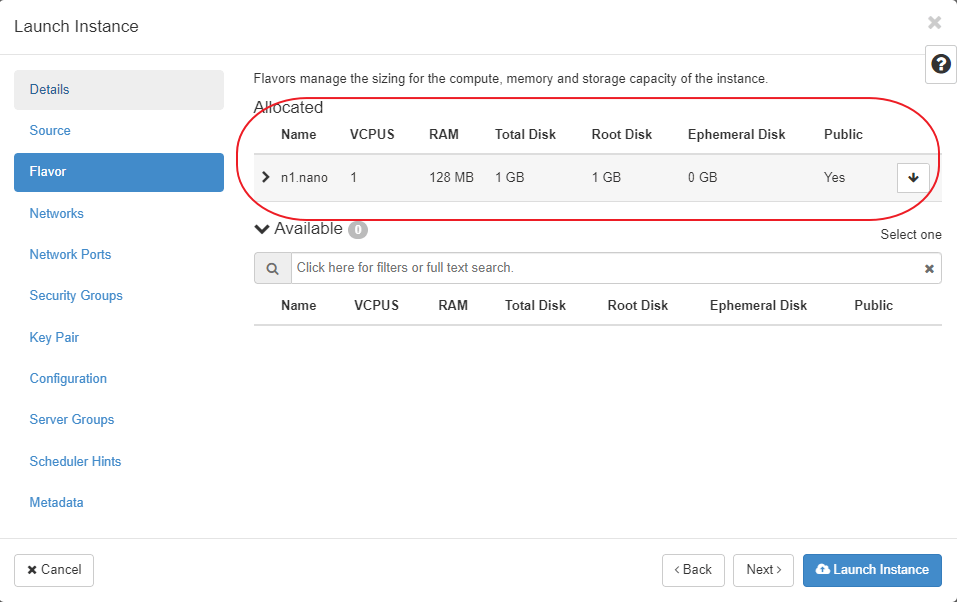 Launch Instance
Details
Source
Flavor
Networks
Network Ports
Security Groups
Key Pair
Configuration
Server Groups
Scheduler Hints
Metadata
Flavors manage the sizing for the compute, memory and storage capacity of the instance.
Allocated
Name VCPUS RAM Total Disk Root Disk Ephemeral Disk Public
n1.nano 1 128 MB 1 GB 1 GB 0 GB Yes
Available 0
Select one
Click here for filters or full text search.
Name VCPUS RAM Total Disk Root Disk Ephemeral Disk Public
Cancel
Back
Next
Launch Instance